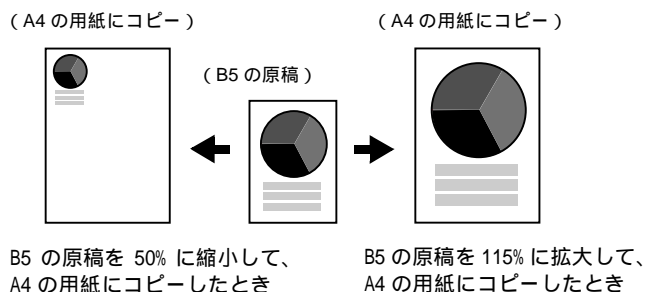 （A4 の用紙にコピー）
（A4 の用紙にコピー）
（B5 の原稿）
B5 の原稿を 50% に縮小して、
A4 の用紙にコピーしたとき
B5 の原稿を 115% に拡大して、
A4 の用紙にコピーしたとき